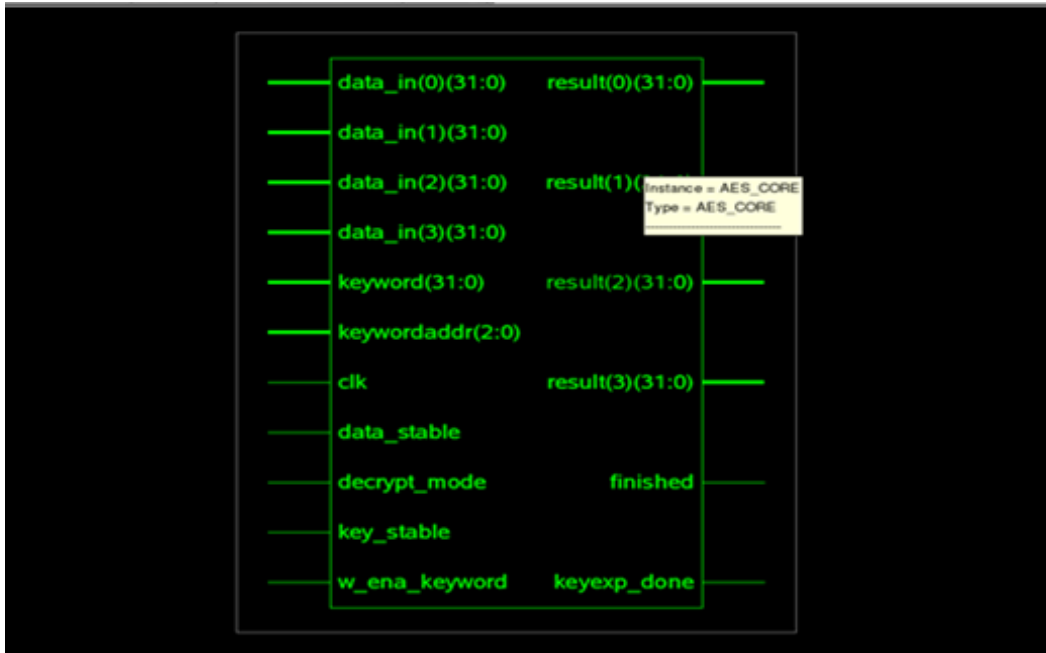 data_in(0)(31:0) result(0)(31:0)
data_in(1)(31:0)
data_in(2)(31:0) result(1)(
Instance = AES_CORE
Type = AES_CORE
data_in(3)(31:0)
keyword(31:0) result(2)(31:0)
keywordaddr(2:0)
clk result(3)(31:0)
data_stable
decrypt_mode finished
key_stable
w_ena_keyword keyexp_done